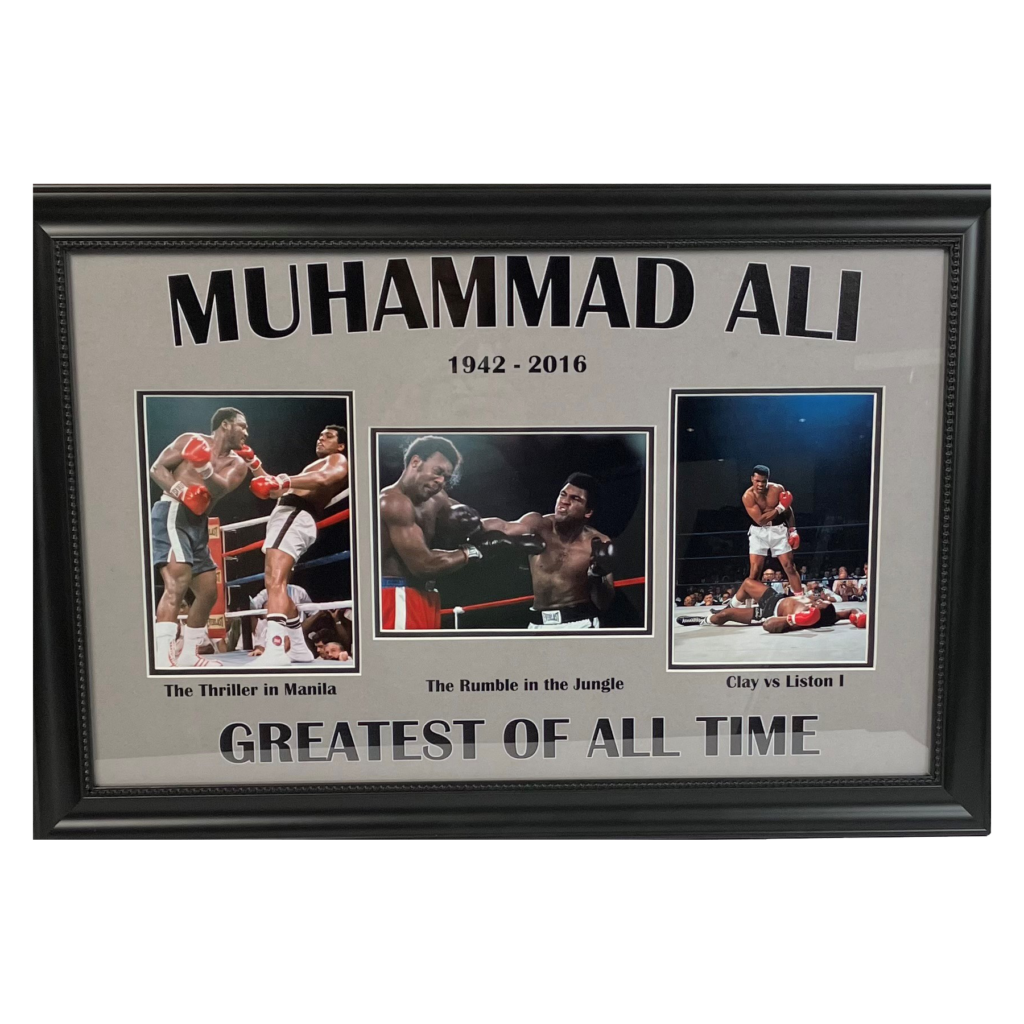 MUHAMMAD ALI
1942 - 2016
EVERLAST
The Thriller in Manila
The Rumble in the Jungle
Clay vs Liston I
GREATEST OF ALL TIME